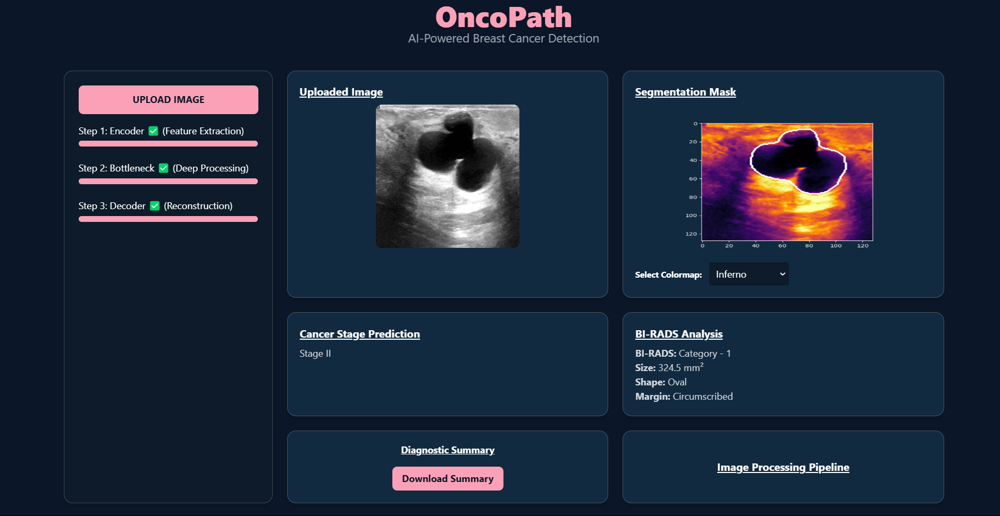 OncoPath
AI-Powered Breast Cancer Detection
UPLOAD IMAGE
Step 1: Encoder ✅ (Feature Extraction)
Step 2: Bottleneck ✅ (Deep Processing)
Step 3: Decoder ✅ (Reconstruction)
Uploaded Image
Segmentation Mask
0
20
40
60
80
100
120
0 20 40 60 80 100 120
Select Colormap: Inferno
Cancer Stage Prediction
Stage II
BI-RADS Analysis
BI-RADS: Category - 1
Size: 324.5 mm²
Shape: Oval
Margin: Circumscribed
Diagnostic Summary
Download Summary
Image Processing Pipeline